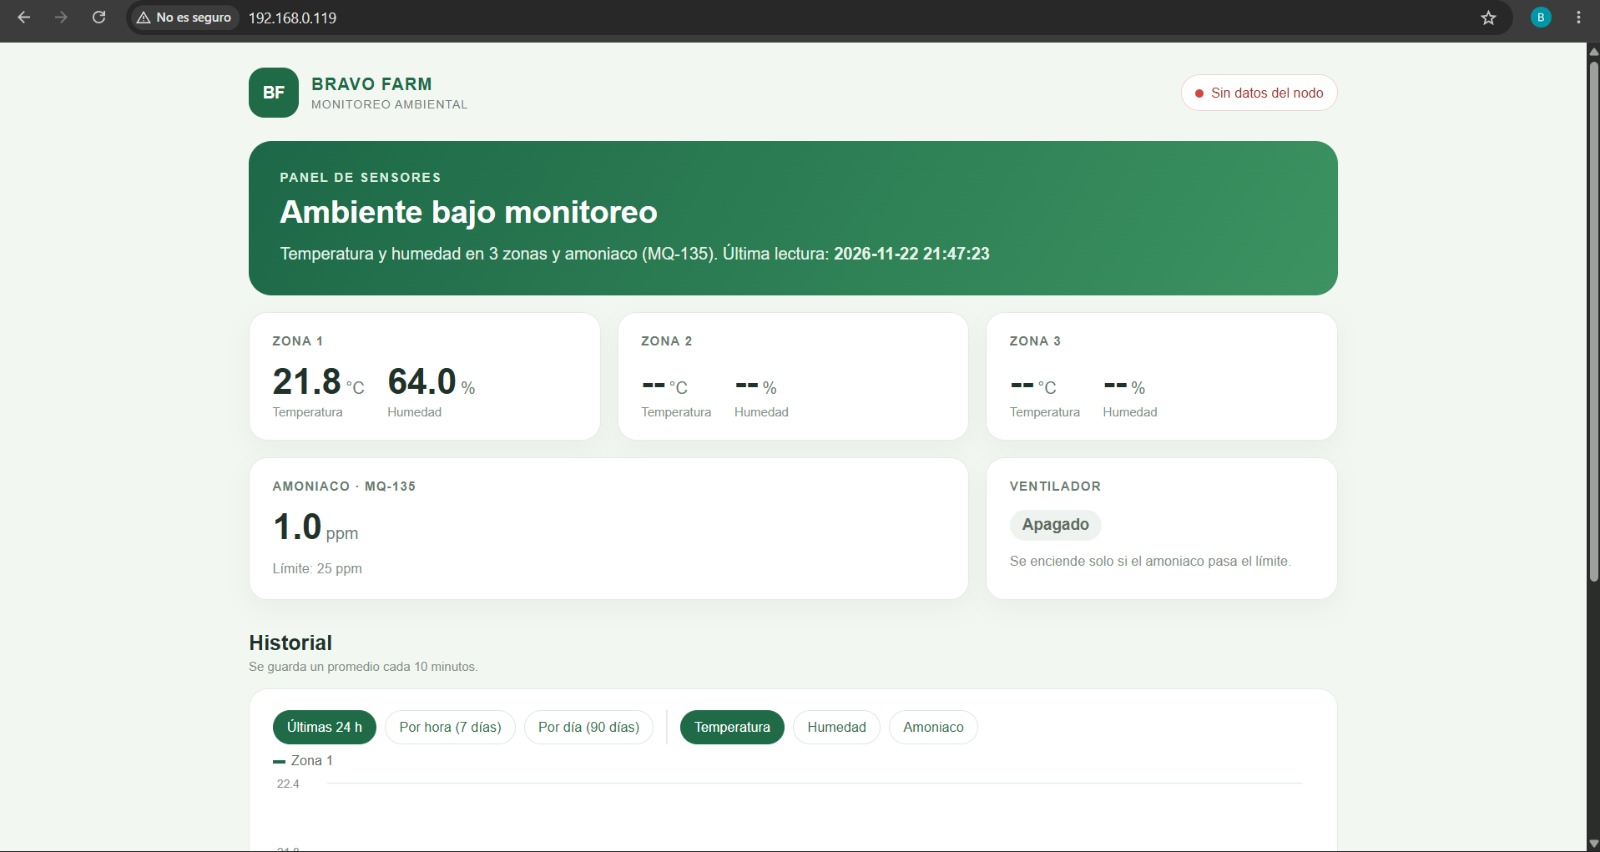 No es seguro
192.168.0.119
B
BF
BRAVO FARM
MONITOREO AMBIENTAL
Sin datos del nodo
PANEL DE SENSORES
Ambiente bajo monitoreo
Temperatura y humedad en 3 zonas y amoniaco (MQ-135). Última lectura: 2026-11-22 21:47:23
ZONA 1
21.8 °C 64.0 %
Temperatura Humedad
ZONA 2
-- °C -- %
Temperatura Humedad
ZONA 3
-- °C -- %
Temperatura Humedad
AMONIACO · MQ-135
1.0 ppm
Límite: 25 ppm
VENTILADOR
Apagado
Se enciende solo si el amoniaco pasa el límite.
Historial
Se guarda un promedio cada 10 minutos.
Últimas 24 h Por hora (7 días) Por día (90 días) Temperatura Humedad Amoniaco
Zona 1
22.4